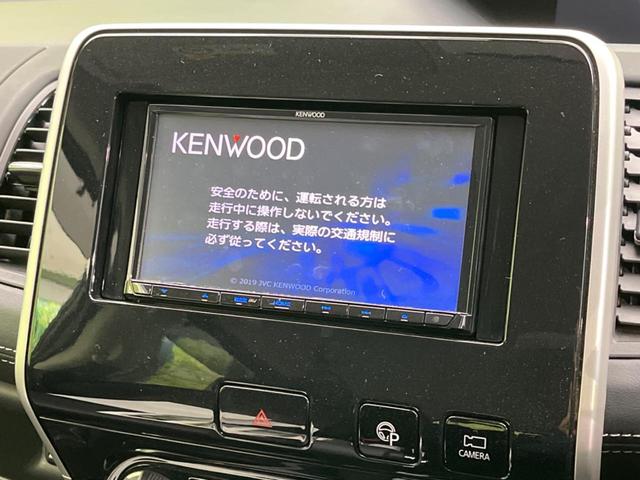 KENWOOD
KENWOOD
安全のために、運転される方は
走行中に操作しないでください。
走行する際は、実際の交通規制に
必ず従ってください。
© 2019 JVC KENWOOD Corporation
P
CAMERA